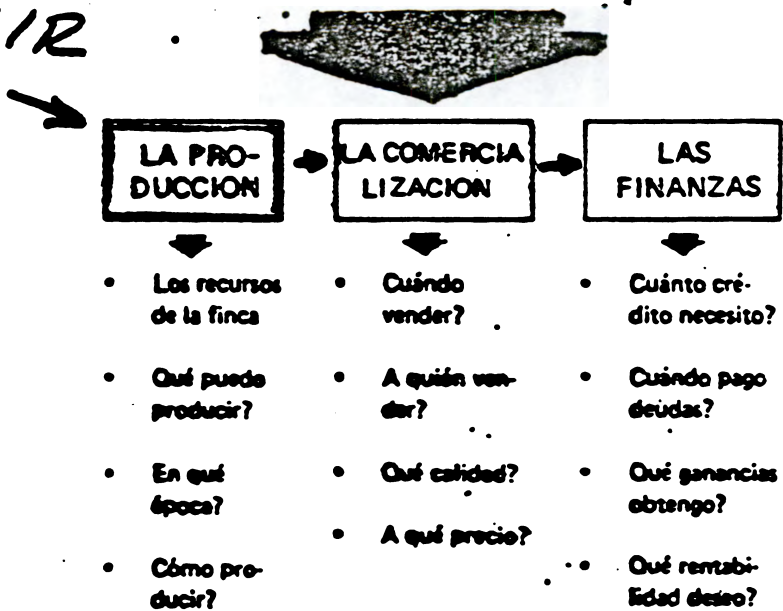 IR
LA PRO-
DUCCION
LA COMERCIA
LIZACION
LAS
FINANZAS
• Los recursos
de la finca
• Qué puedo
producir?
• En qué
época?
• Cómo pro-
ducir?
• Cuándo
vender?
• A quién ven-
der?
• Qué calidad?
• A qué precio?
• Cuánto cré-
dito necesito?
• Cuándo pago
deudas?
• Qué ganancias
obtengo?
• Qué rentabi-
lidad deseo?